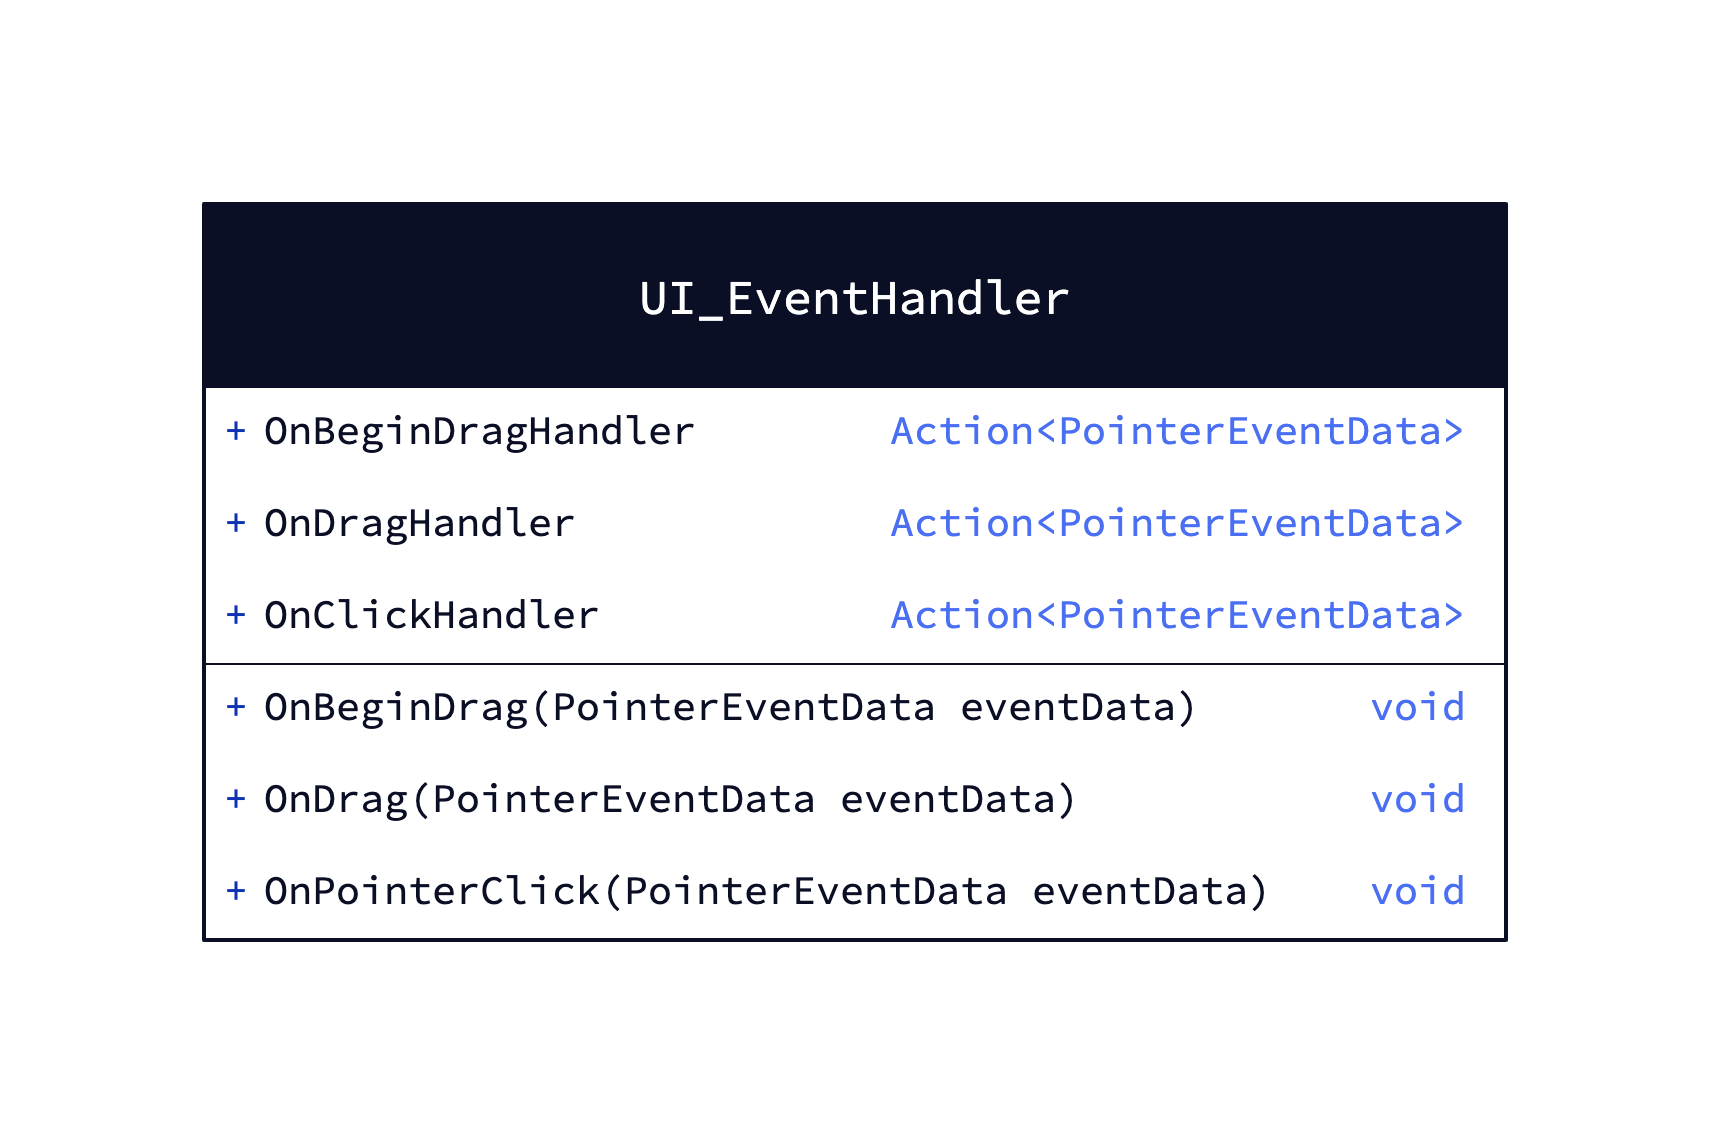 UI_EventHandler
+ OnBeginDragHandler Action<PointerEventData>
+ OnDragHandler Action<PointerEventData>
+ OnClickHandler Action<PointerEventData>
+ OnBeginDrag(PointerEventData eventData) void
+ OnDrag(PointerEventData eventData) void
+ OnPointerClick(PointerEventData eventData) void